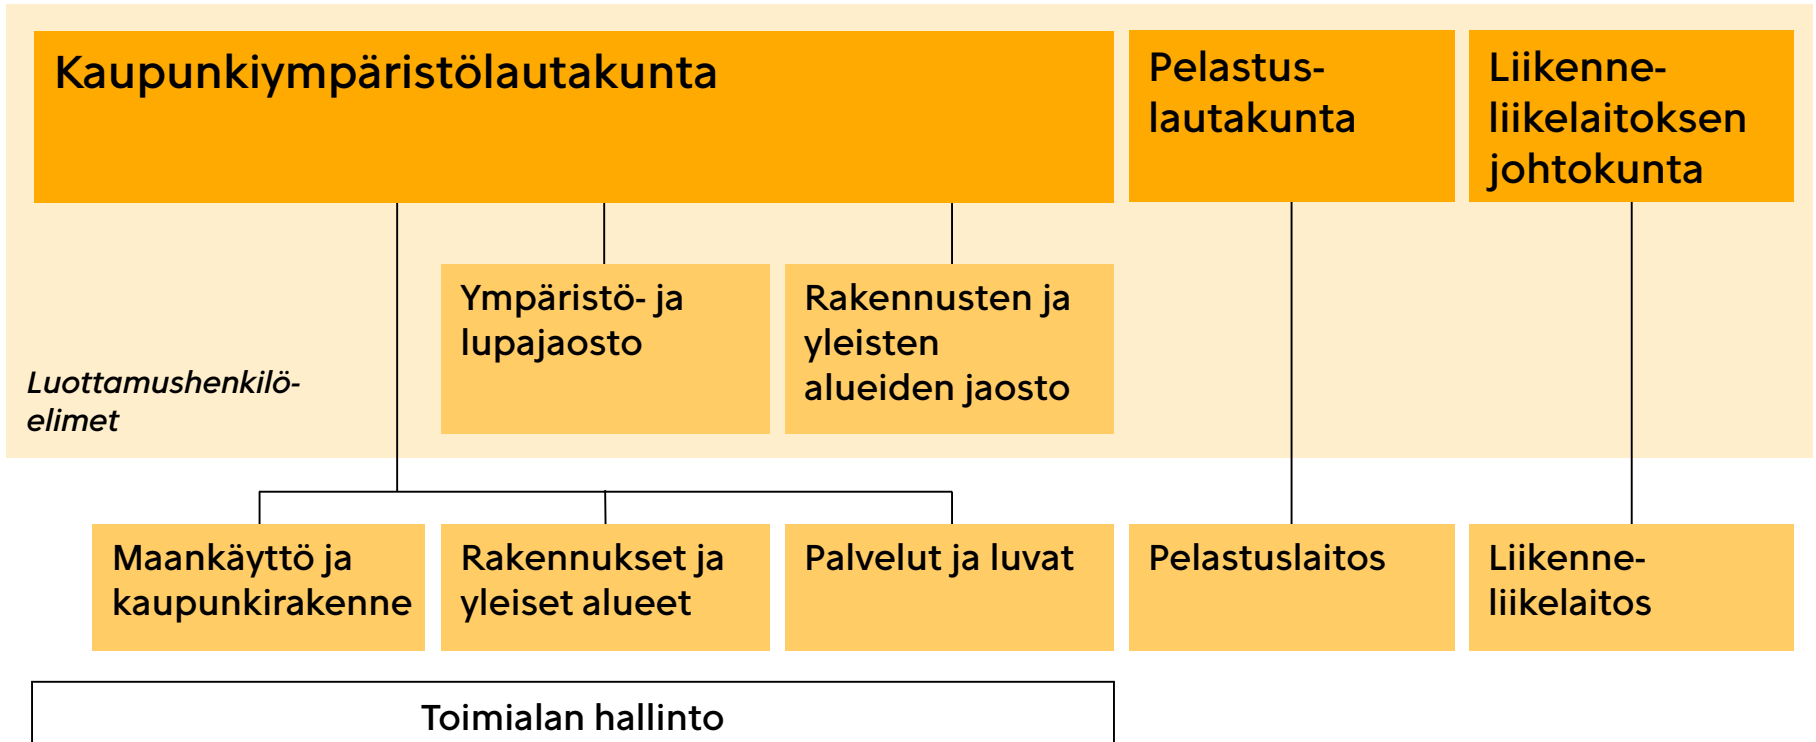 Kaupunkiympäristölautakunta
Pelastus-
lautakunta
Liikenne-
liikelaitoksen
johtokunta
Ympäristö- ja
lupajaosto
Rakennusten ja
yleisten
alueiden jaosto
Luottamushenkilö-
elimet
Maankäyttö ja
kaupunkirakenne
Rakennukset ja
yleiset alueet
Palvelut ja luvat
Pelastuslaitos
Liikenne-
liikelaitos
Toimialan hallinto